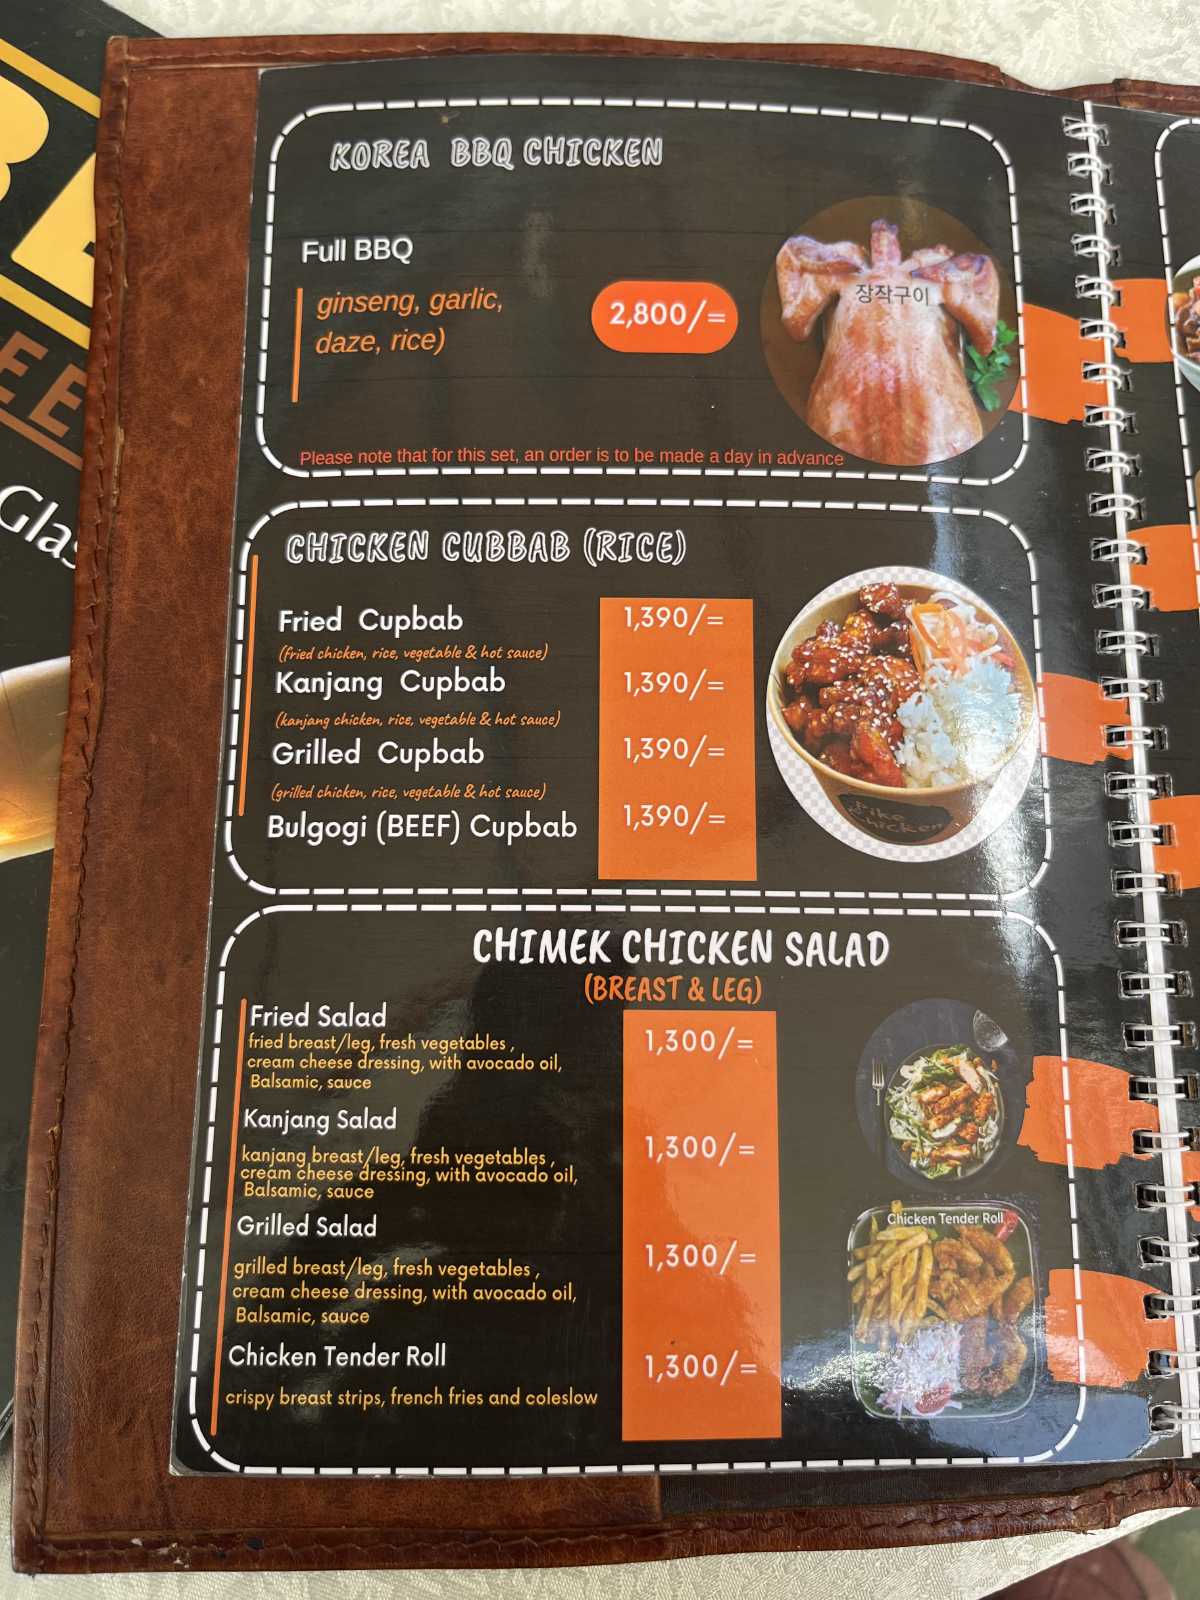 KOREA BBQ CHICKEN
Full BBQ
ginseng, garlic,
daze, rice)
2,800/=
장작구이
Please note that for this set, an order is to be made a day in advance
CHICKEN CUBBAB (RICE)
Fried Cupbab 1,390/=
(fried chicken, rice, vegetable & hot sauce)
Kanjang Cupbab 1,390/=
(kanjang chicken, rice, vegetable & hot sauce)
Grilled Cupbab 1,390/=
(grilled chicken, rice, vegetable & hot sauce)
Bulgogi (BEEF) Cupbab 1,390/=
Pike
Chicken
CHIMEK CHICKEN SALAD
(BREAST & LEG)
Fried Salad 1,300/=
fried breast/leg, fresh vegetables ,
cream cheese dressing, with avocado oil,
Balsamic, sauce
Kanjang Salad 1,300/=
kanjang breast/leg, fresh vegetables ,
cream cheese dressing, with avocado oil,
Balsamic, sauce
Grilled Salad 1,300/=
grilled breast/leg, fresh vegetables ,
cream cheese dressing, with avocado oil,
Balsamic, sauce
Chicken Tender Roll
Chicken Tender Roll 1,300/=
crispy breast strips, french fries and coleslow